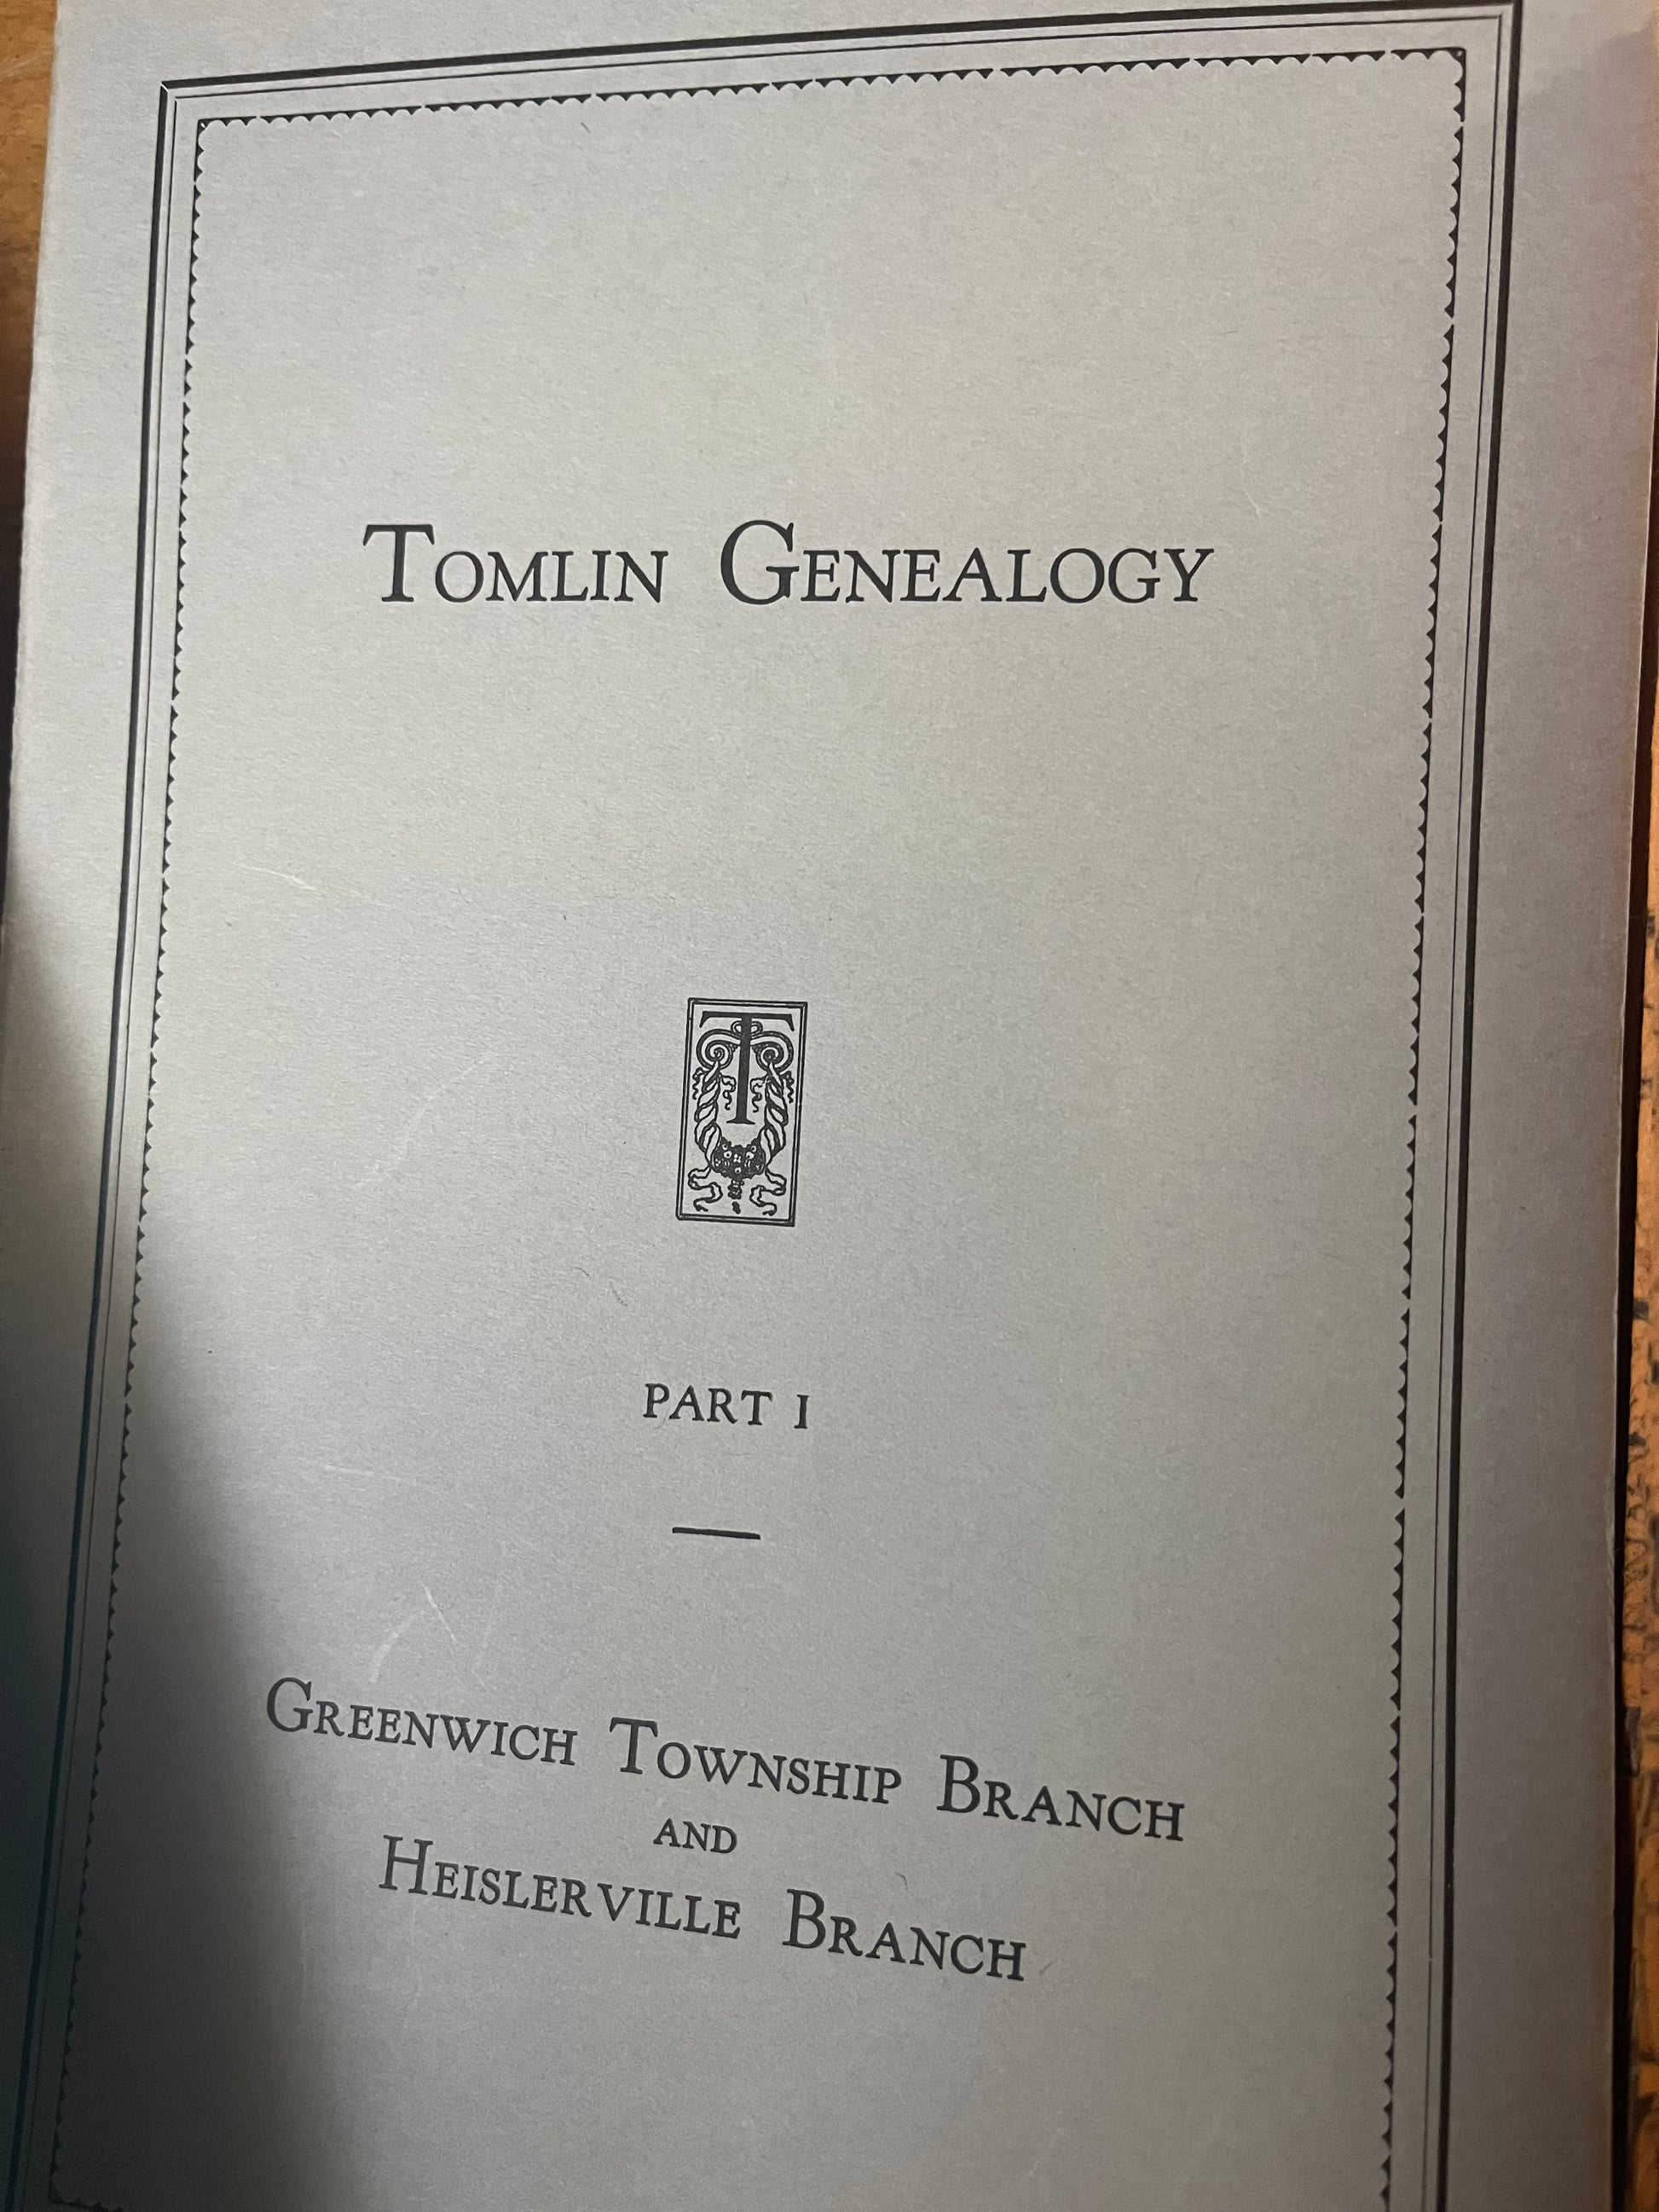 TOMLIN GENEALOGY
T
PART I
GREENWICH TOWNSHIP BRANCH
AND
HEISLERVILLE BRANCH